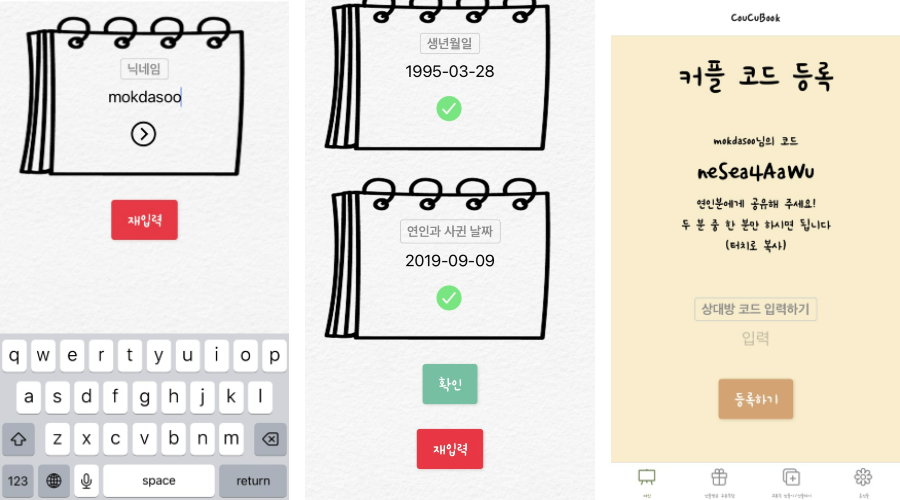 닉네임
mokdasoo
재입력
q w e r t y u i o p
a s d f g h j k l
z x c v b n m
123 space return
생년월일
1995-03-28
연인과 사귄 날짜
2019-09-09
확인
재입력
CouCuBook
커플 코드 등록
mokdasoo님의 코드
neSea4AaWu
연인분에게 공유해 주세요!
두 분 중 한 분만 하시면 됩니다
(터치로 복사)
상대방 코드 입력하기
입력
등록하기